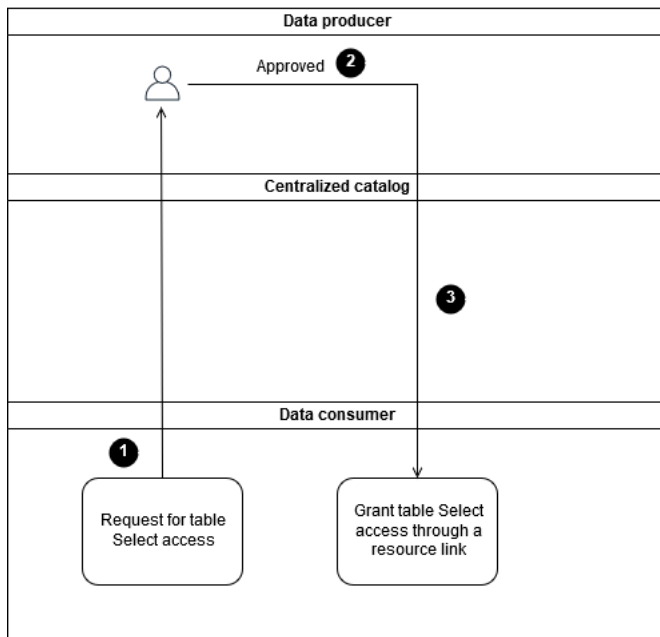 Data producer
Approved
2
Centralized catalog
3
Data consumer
1
Request for table
Select access
Grant table Select
access through a
resource link